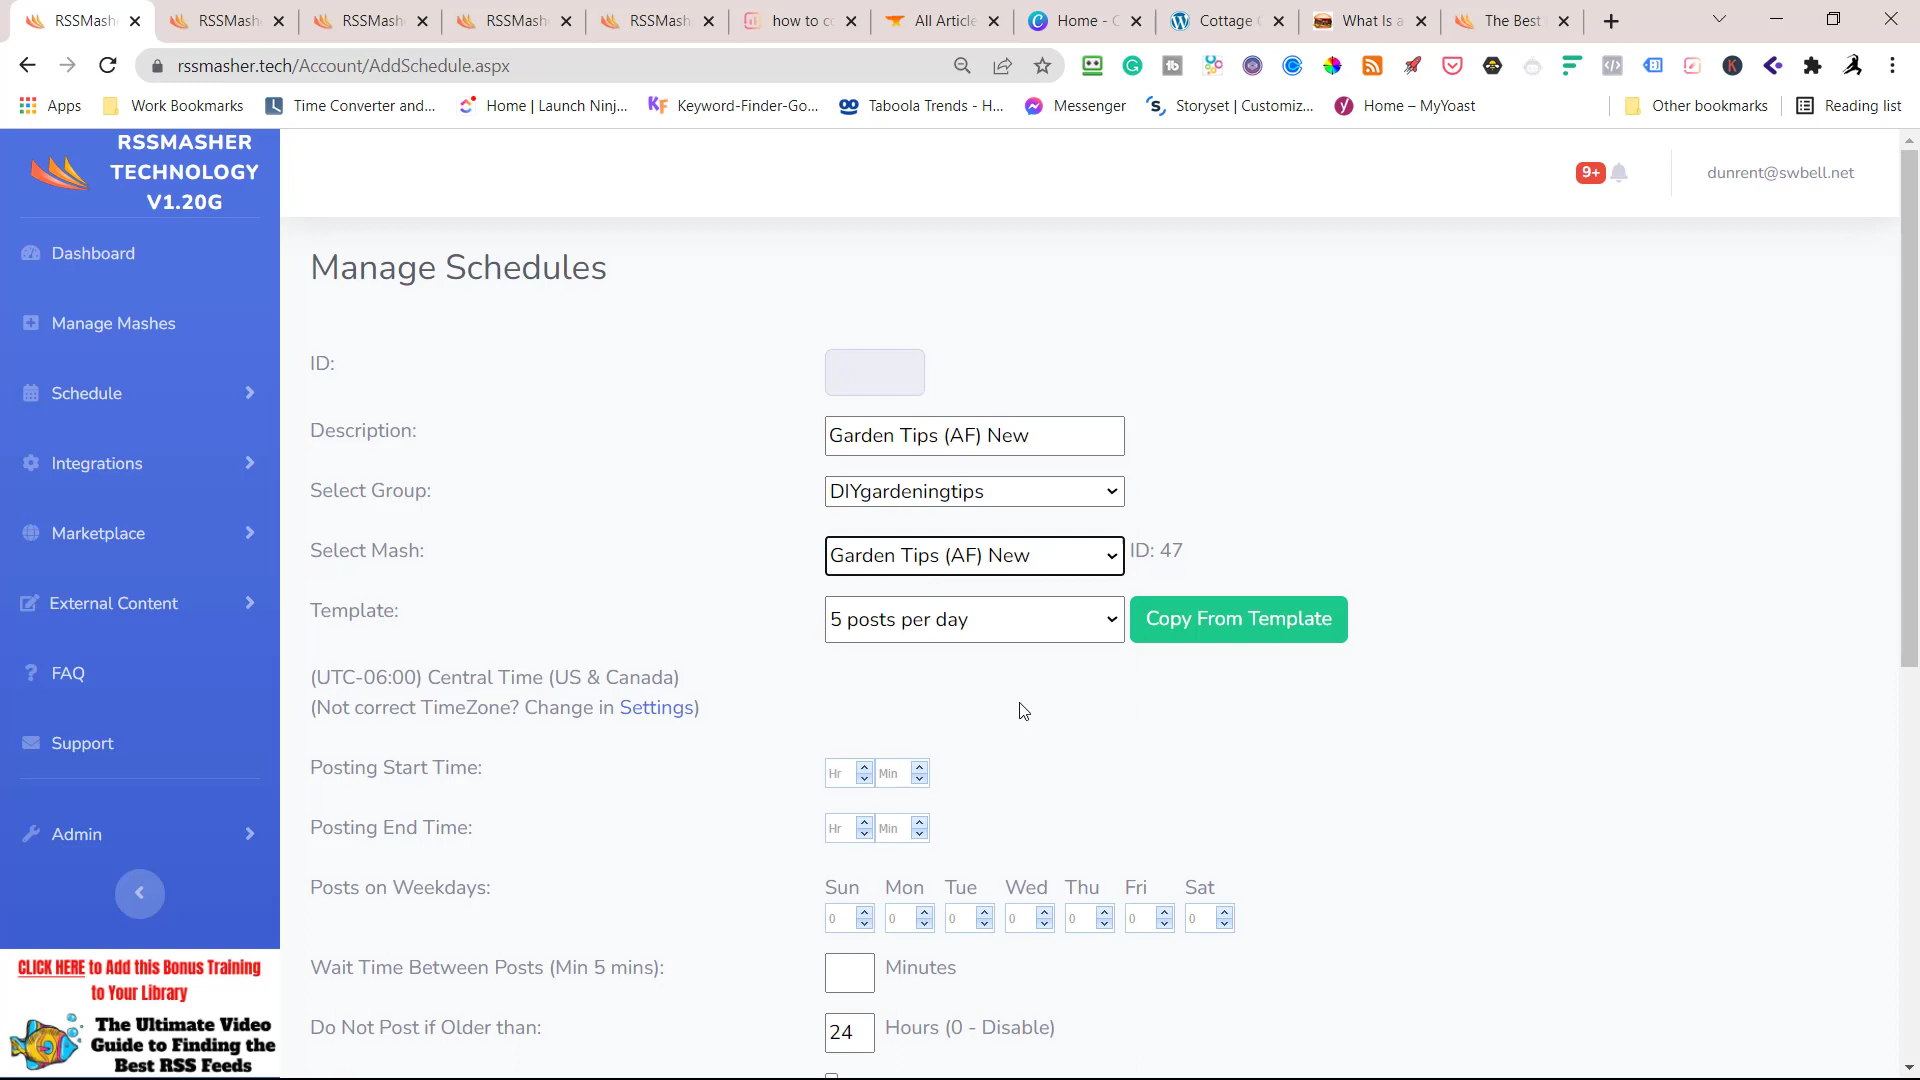 RSSMashe
RSSMashe
RSSMashe
RSSMashe
RSSMashe
how to co
All Article
Home - C
Cottage
What Is a
The Best
rssmasher.tech/Account/AddSchedule.aspx
Apps
Work Bookmarks
Time Converter and...
Home | Launch Ninj...
Keyword-Finder-Go...
Taboola Trends - H...
Messenger
Storyset | Customiz...
Home – MyYoast
Other bookmarks
Reading list
RSSMASHER
TECHNOLOGY
V1.20G
Dashboard
Manage Mashes
Schedule
Integrations
Marketplace
External Content
FAQ
Support
Admin
CLICK HERE to Add this Bonus Training
to Your Library
The Ultimate Video
Guide to Finding the
Best RSS Feeds
9+
dunrent@swbell.net
Manage Schedules
ID:
Description:
Garden Tips (AF) New
Select Group:
DIYgardeningtips
Select Mash:
Garden Tips (AF) New
ID: 47
Template:
5 posts per day
Copy From Template
(UTC-06:00) Central Time (US & Canada)
(Not correct TimeZone? Change in Settings)
Posting Start Time:
Hr Min
Posting End Time:
Hr Min
Posts on Weekdays:
Sun Mon Tue Wed Thu Fri Sat
0 0 0 0 0 0 0
Wait Time Between Posts (Min 5 mins):
Minutes
Do Not Post if Older than:
24
Hours (0 - Disable)